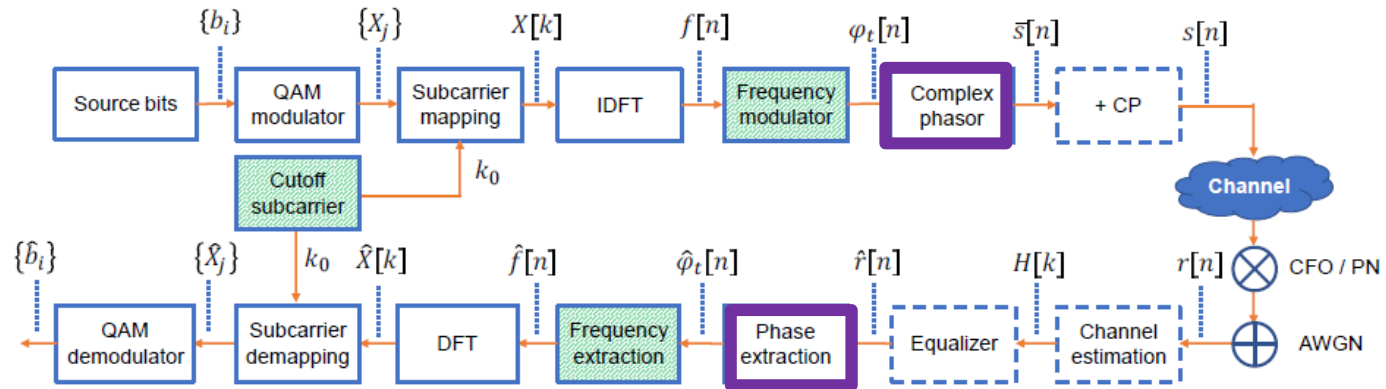 {b_i}
{X_j}
X[k]
f[n]
φ_t[n]
s̅[n]
s[n]
Source bits
QAM
modulator
Subcarrier
mapping
IDFT
Frequency
modulator
Complex
phasor
+ CP
k_0
Cutoff
subcarrier
Channel
k_0
{b̂_i}
{X̂_j}
X̂[k]
f̂[n]
φ̂_t[n]
r̂[n]
H[k]
r[n]
CFO / PN
QAM
demodulator
Subcarrier
demapping
DFT
Frequency
extraction
Phase
extraction
Equalizer
Channel
estimation
AWGN